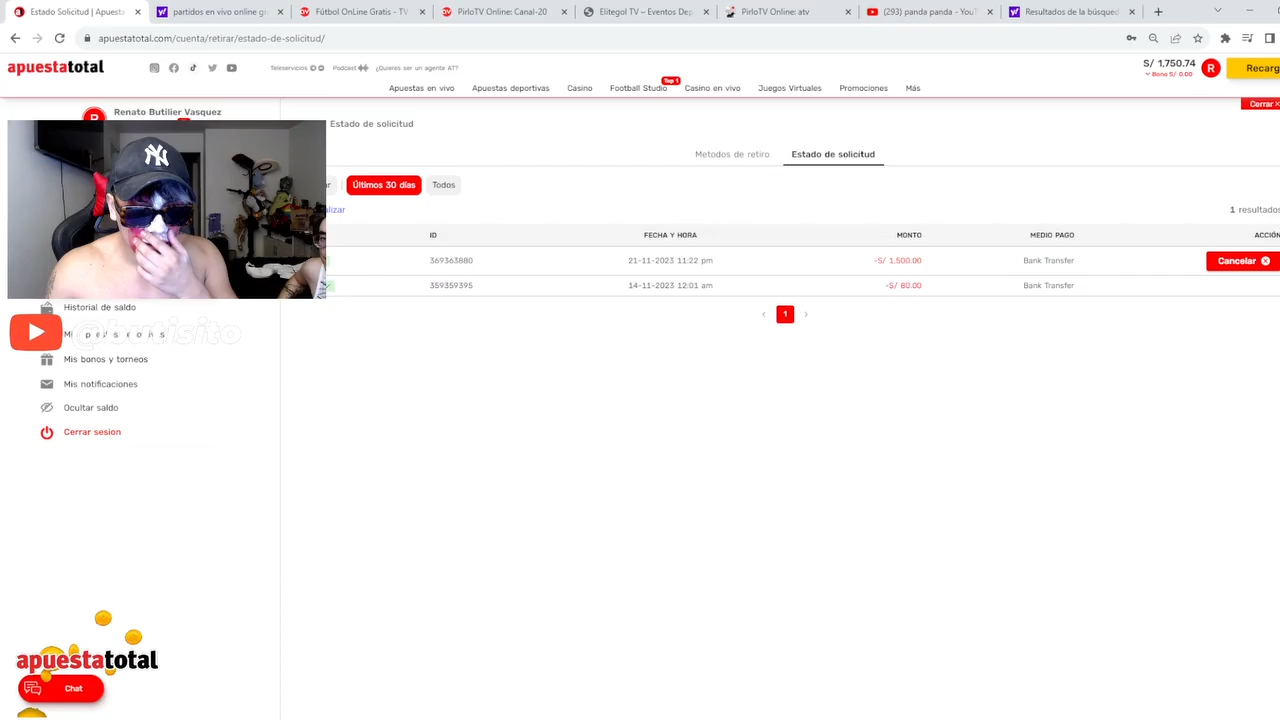 Estado Solicitud | Apuesta
partidos en vivo online gr
Fútbol OnLine Gratis - TV
PirloTV Online: Canal-20
Elitegol TV – Eventos Dep
PirloTV Online: atv
(293) panda panda - YouT
Resultados de la búsqued
apuestatotal.com/cuenta/retirar/estado-de-solicitud/
apuestatotal
Teleservicios
Podcast
¿Quieres ser un agente AT?
S/ 1,750.74
Bono S/ 0.00
R
Recarg
Top 1
Apuestas en vivo
Apuestas deportivas
Casino
Football Studio
Casino en vivo
Juegos Virtuales
Promociones
Más
Cerrar
Renato Butilier Vasquez
Estado de solicitud
Metodos de retiro
Estado de solicitud
Últimos 30 días
Todos
alizar
1 resultados
ID
FECHA Y HORA
MONTO
MEDIO PAGO
ACCIÓN
369363880
21-11-2023 11:22 pm
-S/ 1,500.00
Bank Transfer
Cancelar
359359395
14-11-2023 12:01 am
Bank Transfer
1
NY
Historial de saldo
@butisito
Mis bonos y torneos
Mis notificaciones
Ocultar saldo
Cerrar sesion
apuestatotal
Chat